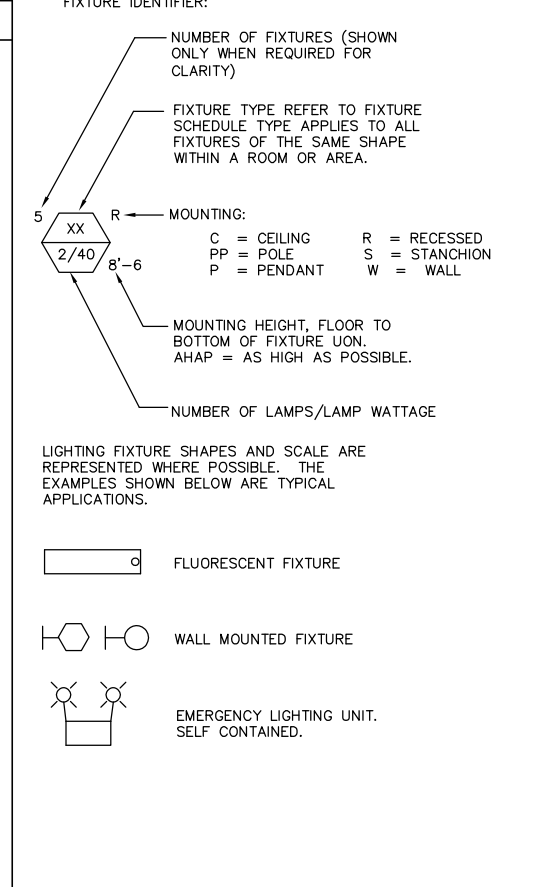 FIXTURE IDENTIFIER:
NUMBER OF FIXTURES (SHOWN
ONLY WHEN REQUIRED FOR
CLARITY)
FIXTURE TYPE REFER TO FIXTURE
SCHEDULE TYPE APPLIES TO ALL
FIXTURES OF THE SAME SHAPE
WITHIN A ROOM OR AREA.
5
XX
2/40
R
8'-6
MOUNTING:
C = CEILING R = RECESSED
PP = POLE S = STANCHION
P = PENDANT W = WALL
MOUNTING HEIGHT, FLOOR TO
BOTTOM OF FIXTURE UON.
AHAP = AS HIGH AS POSSIBLE.
NUMBER OF LAMPS/LAMP WATTAGE
LIGHTING FIXTURE SHAPES AND SCALE ARE
REPRESENTED WHERE POSSIBLE. THE
EXAMPLES SHOWN BELOW ARE TYPICAL
APPLICATIONS.
FLUORESCENT FIXTURE
WALL MOUNTED FIXTURE
EMERGENCY LIGHTING UNIT.
SELF CONTAINED.